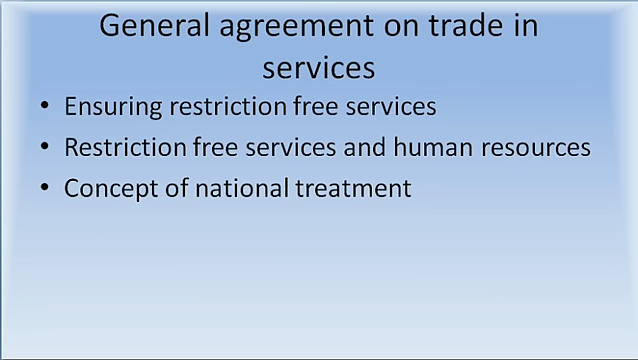 General agreement on trade in
services
• Ensuring restriction free services
• Restriction free services and human resources
• Concept of national treatment